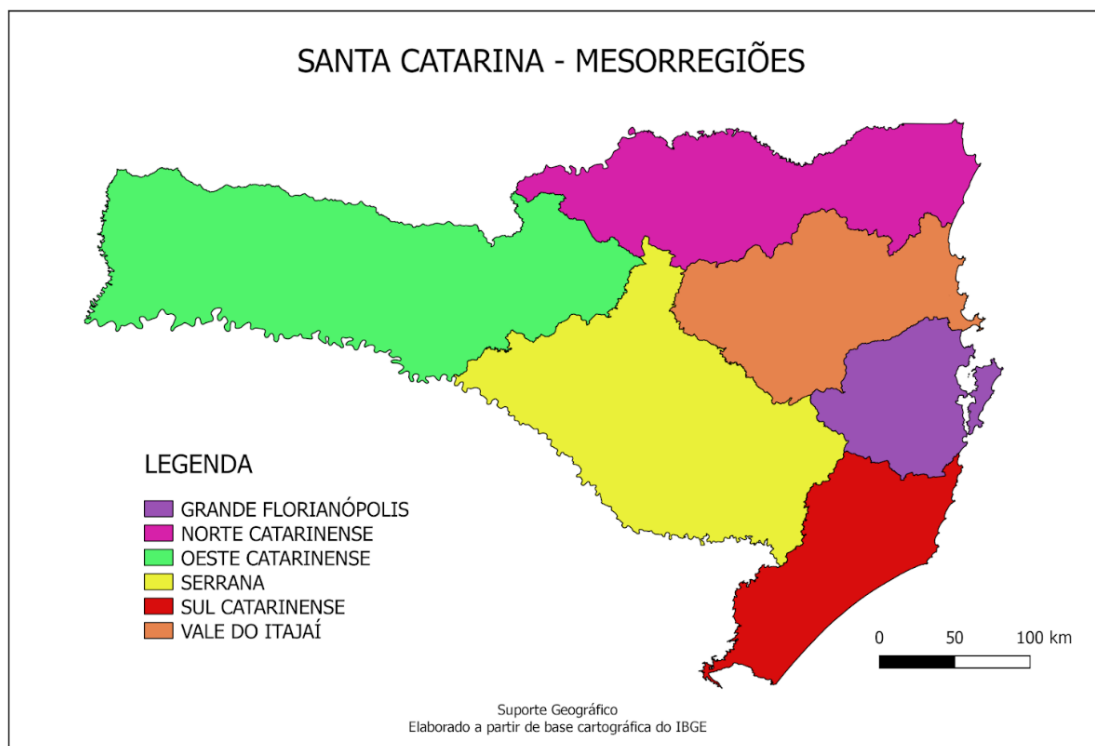 SANTA CATARINA - MESORREGIÕES
LEGENDA
GRANDE FLORIANÓPOLIS
NORTE CATARINENSE
OESTE CATARINENSE
SERRANA
SUL CATARINENSE
VALE DO ITAJAÍ
0 50 100 km
Suporte Geográfico
Elaborado a partir de base cartográfica do IBGE